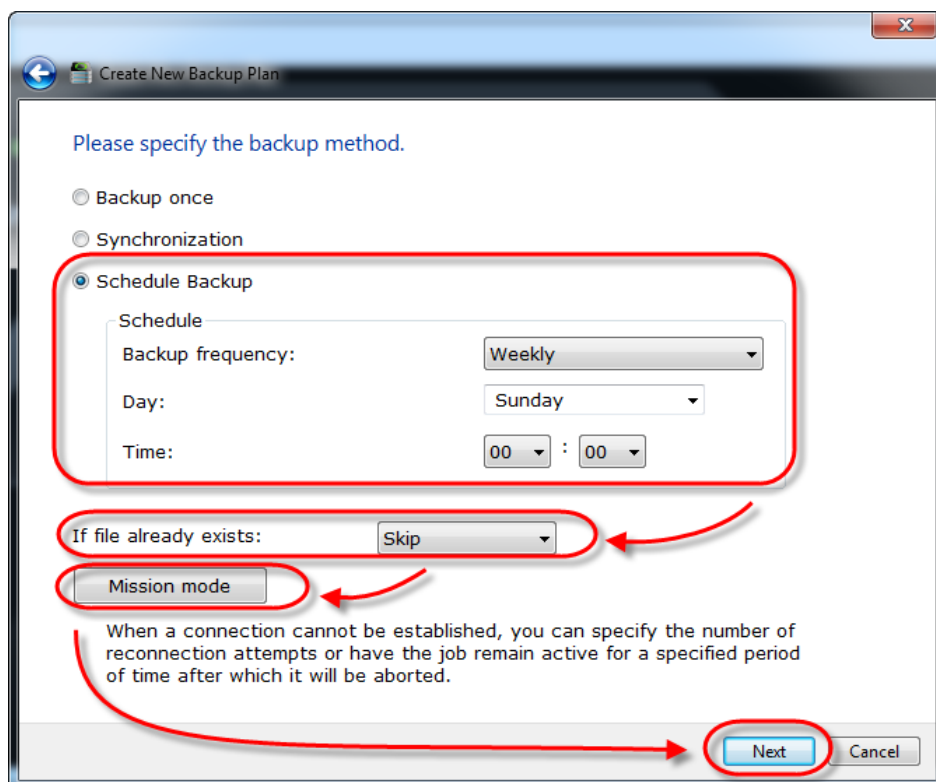 Create New Backup Plan
Please specify the backup method.
Backup once
Synchronization
Schedule Backup
Schedule
Backup frequency: Weekly
Day: Sunday
Time: 00 : 00
If file already exists: Skip
Mission mode
When a connection cannot be established, you can specify the number of
reconnection attempts or have the job remain active for a specified period
of time after which it will be aborted.
Next Cancel